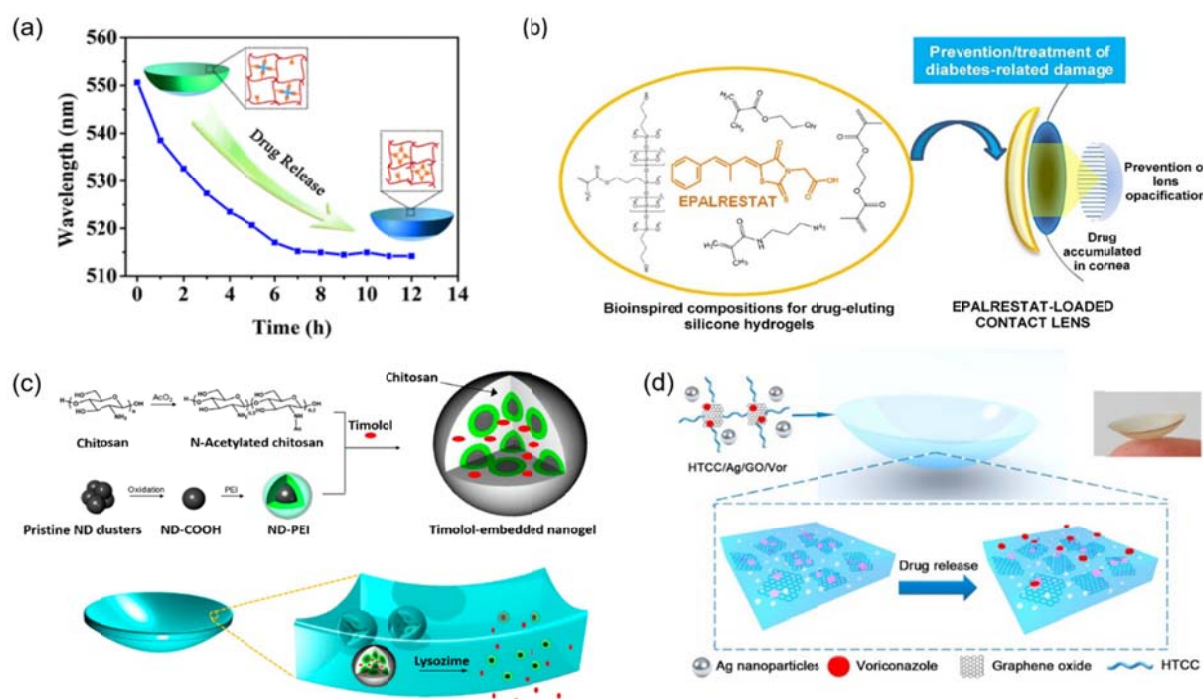 (a)
560
550
540
530
520
510
Wavelength (nm)
Drug Release
0 2 4 6 8 10 12 14
Time (h)
(b)
Prevention/treatment of
diabetes-related damage
EPALRESTAT
Prevention of
lens
opacification
Drug
accumulated
in cornea
Bioinspired compositions for drug-eluting
silicone hydrogels
EPALRESTAT-LOADED
CONTACT LENS
(c)
Chitosan
AcO₂
Chitosan
N-Acetylated chitosan
Timolol
Oxidation
PEI
Pristine ND dusters
ND-COOH
ND-PEI
Timolol-embedded nanogel
Lysozime
(d)
HTCC/Ag/GO/Vor
Drug release
Ag nanoparticles
Voriconazole
Graphene oxide
HTCC